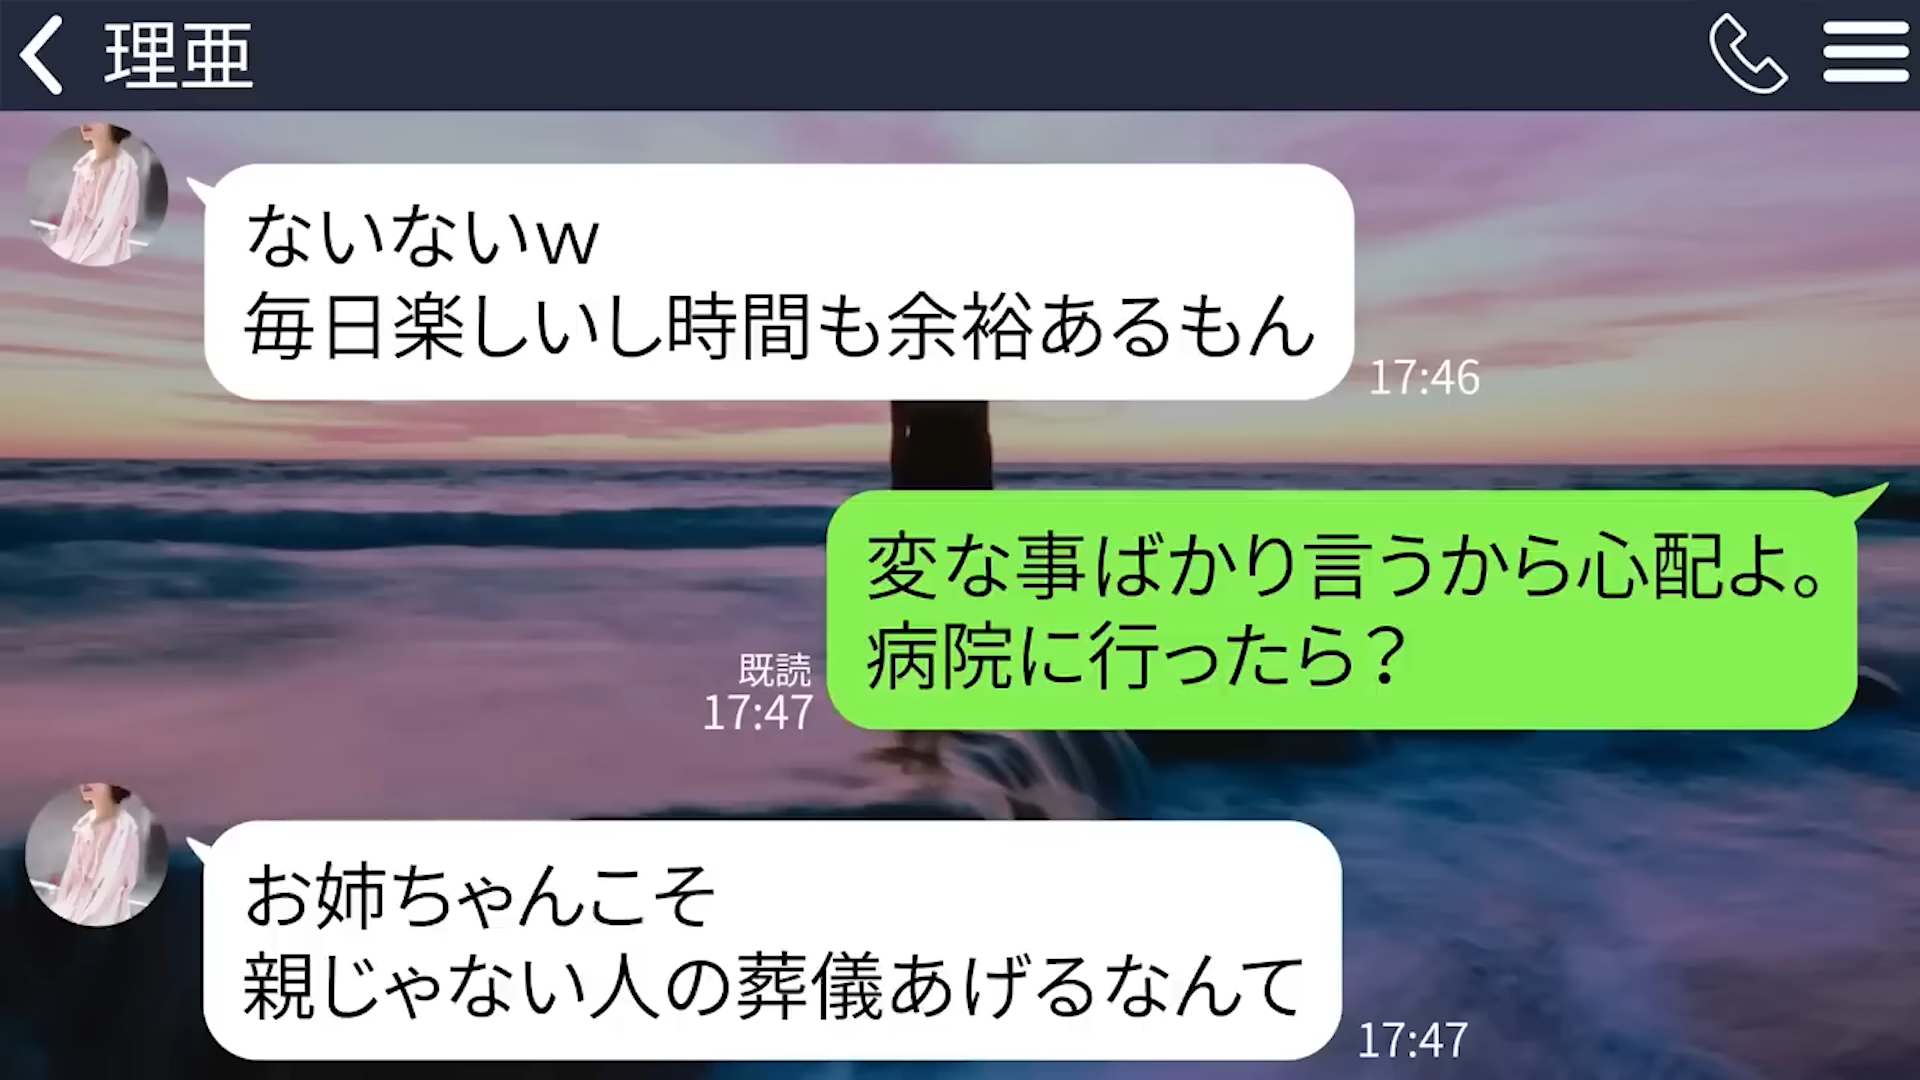 理亜
ないないw
毎日楽しいし時間も余裕あるもん
17:46
変な事ばかり言うから心配よ。
病院に行ったら？
既読
17:47
お姉ちゃんこそ
親じゃない人の葬儀あげるなんて
17:47